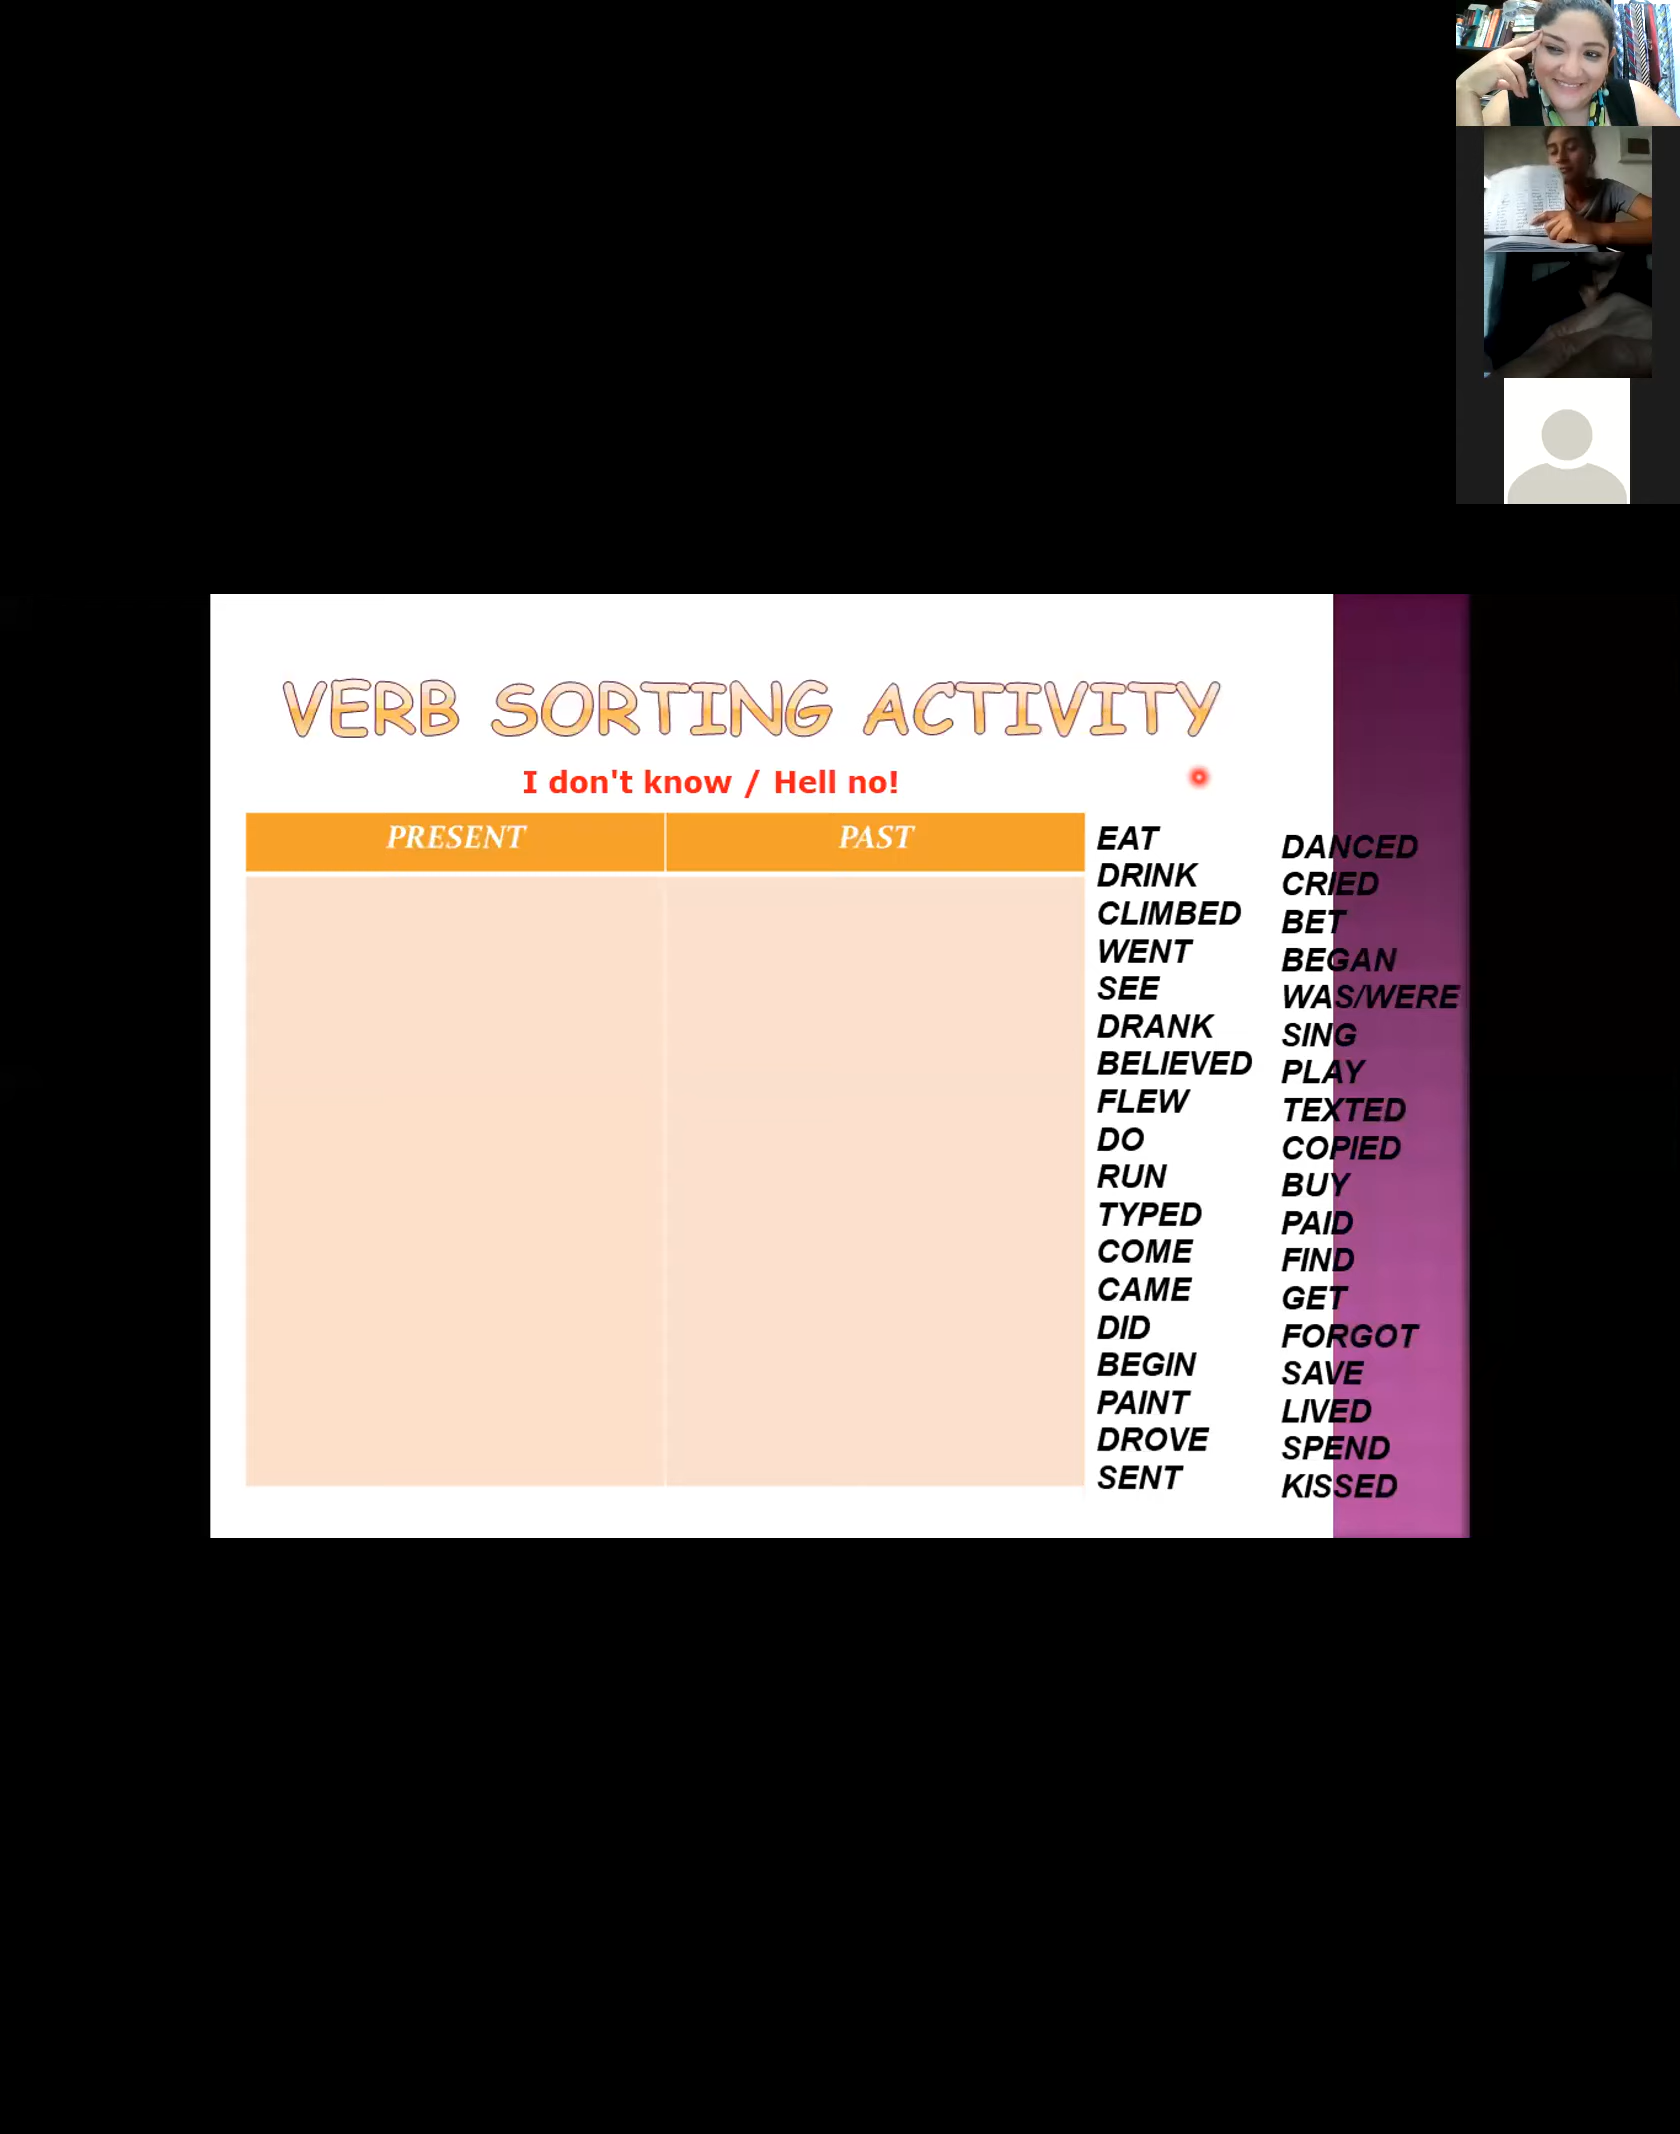 VERB SORTING ACTIVITY
I don't know / Hell no!
PRESENT
PAST
EAT
DRINK
CLIMBED
WENT
SEE
DRANK
BELIEVED
FLEW
DO
RUN
TYPED
COME
CAME
DID
BEGIN
PAINT
DROVE
SENT
DANCED
CRIED
BET
BEGAN
WAS/WERE
SING
PLAY
TEXTED
COPIED
BUY
PAID
FIND
GET
FORGOT
SAVE
LIVED
SPEND
KISSED